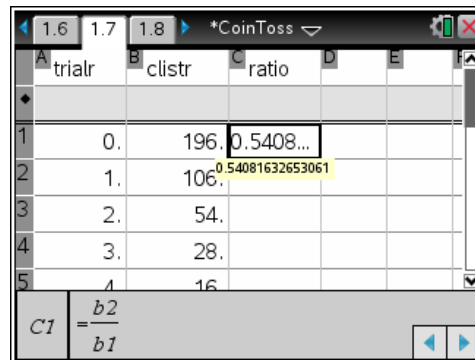 1.6 1.7 1.8 *CoinToss
A trialr B clistr C ratio D E F
1 0. 196. 0.5408...
0.54081632653061
2 1. 106.
3 2. 54.
4 3. 28.
5 4. 16.
C1 =b2/b1